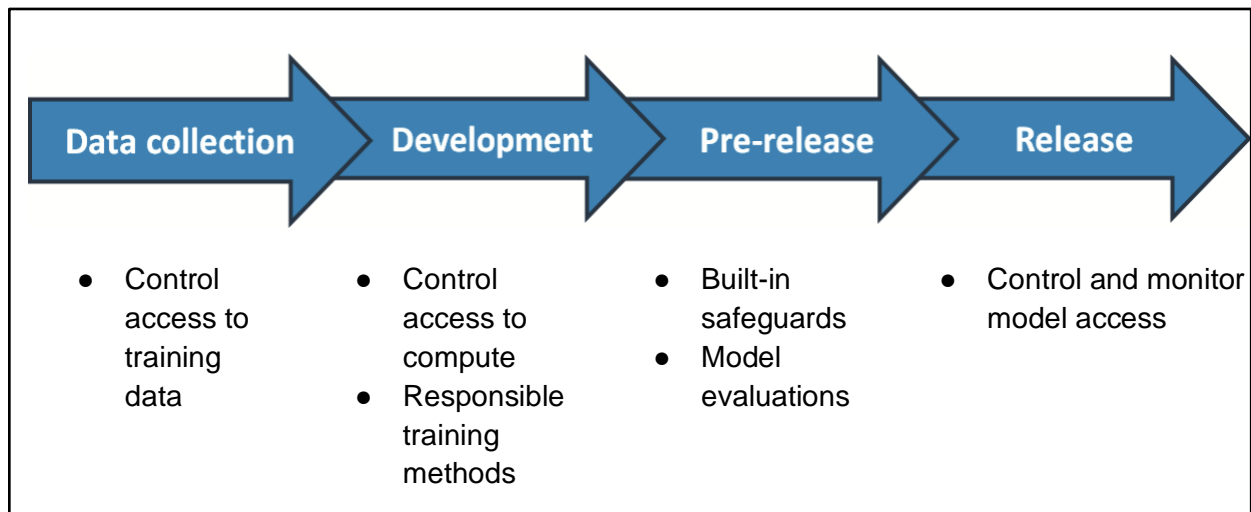 Data collection
Development
Pre-release
Release
● Control
access to
training
data
● Control
access to
compute
● Responsible
training
methods
● Built-in
safeguards
● Model
evaluations
● Control and monitor
model access